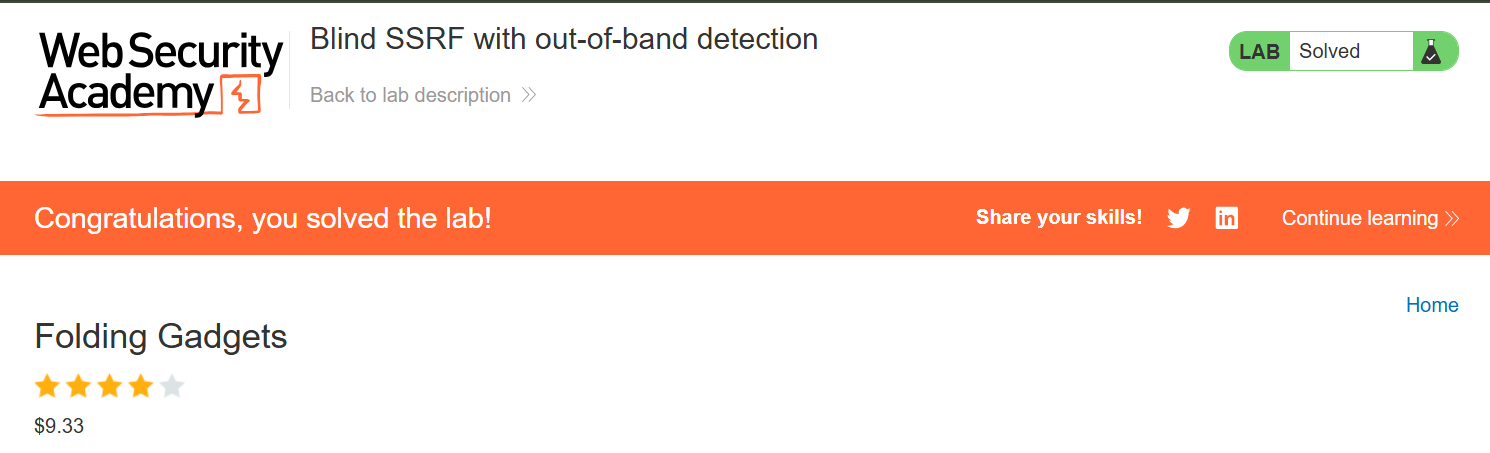 Web Security
Academy
Blind SSRF with out-of-band detection
Back to lab description
LAB Solved
Congratulations, you solved the lab!
Share your skills!
Continue learning
Home
Folding Gadgets
$9.33